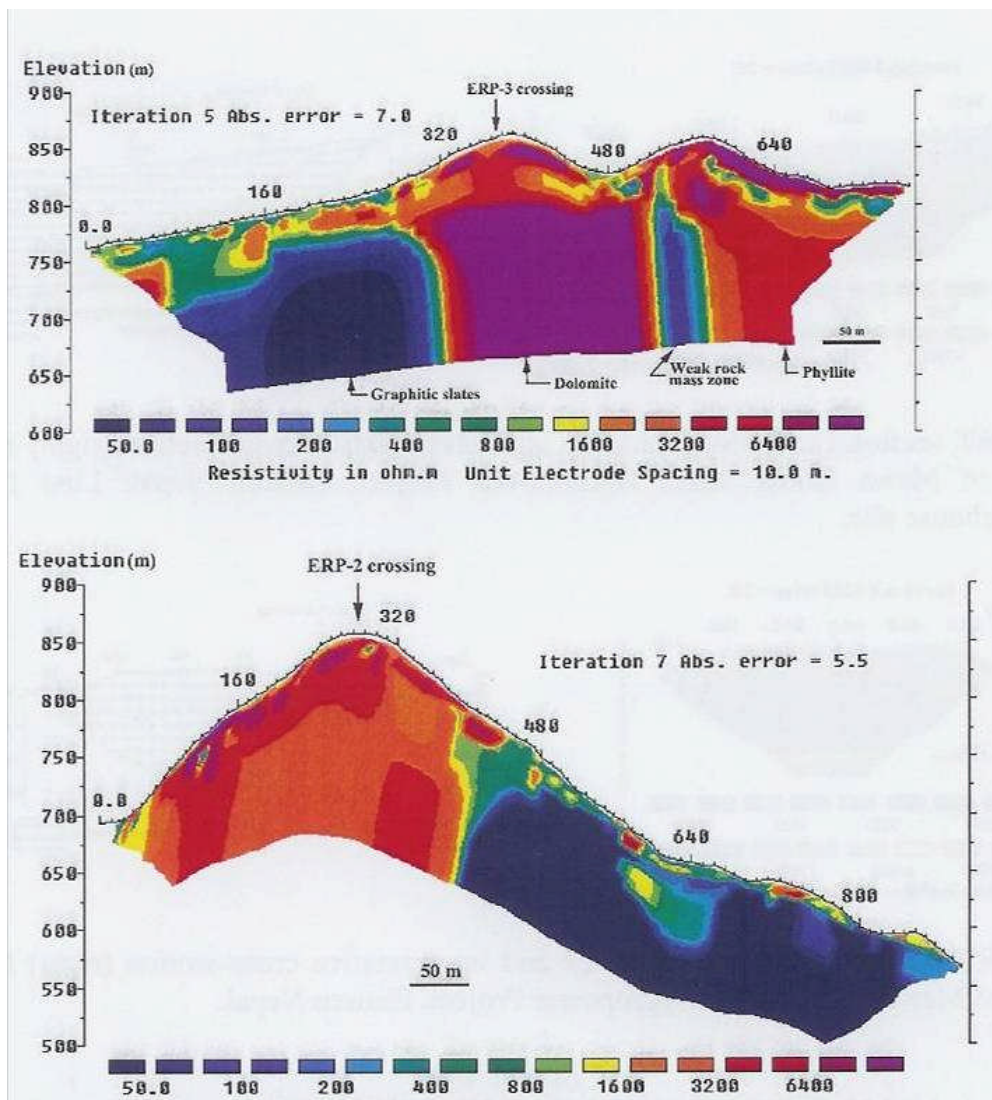 Elevation (m)
900
850
800
750
700
650
600
ERP-3 crossing
Iteration 5 Abs. error = 7.0
0.0
160
320
480
640
50 m
Graphitic slates
Dolomite
Weak rock
mass zone
Phyllite
50.0 100 200 400 800 1600 3200 6400
Resistivity in ohm.m Unit Electrode Spacing = 10.0 m.
Elevation (m)
900
850
800
750
700
650
600
550
500
ERP-2 crossing
Iteration 7 Abs. error = 5.5
0.0
160
320
480
640
800
50 m
50.0 100 200 400 800 1600 3200 6400